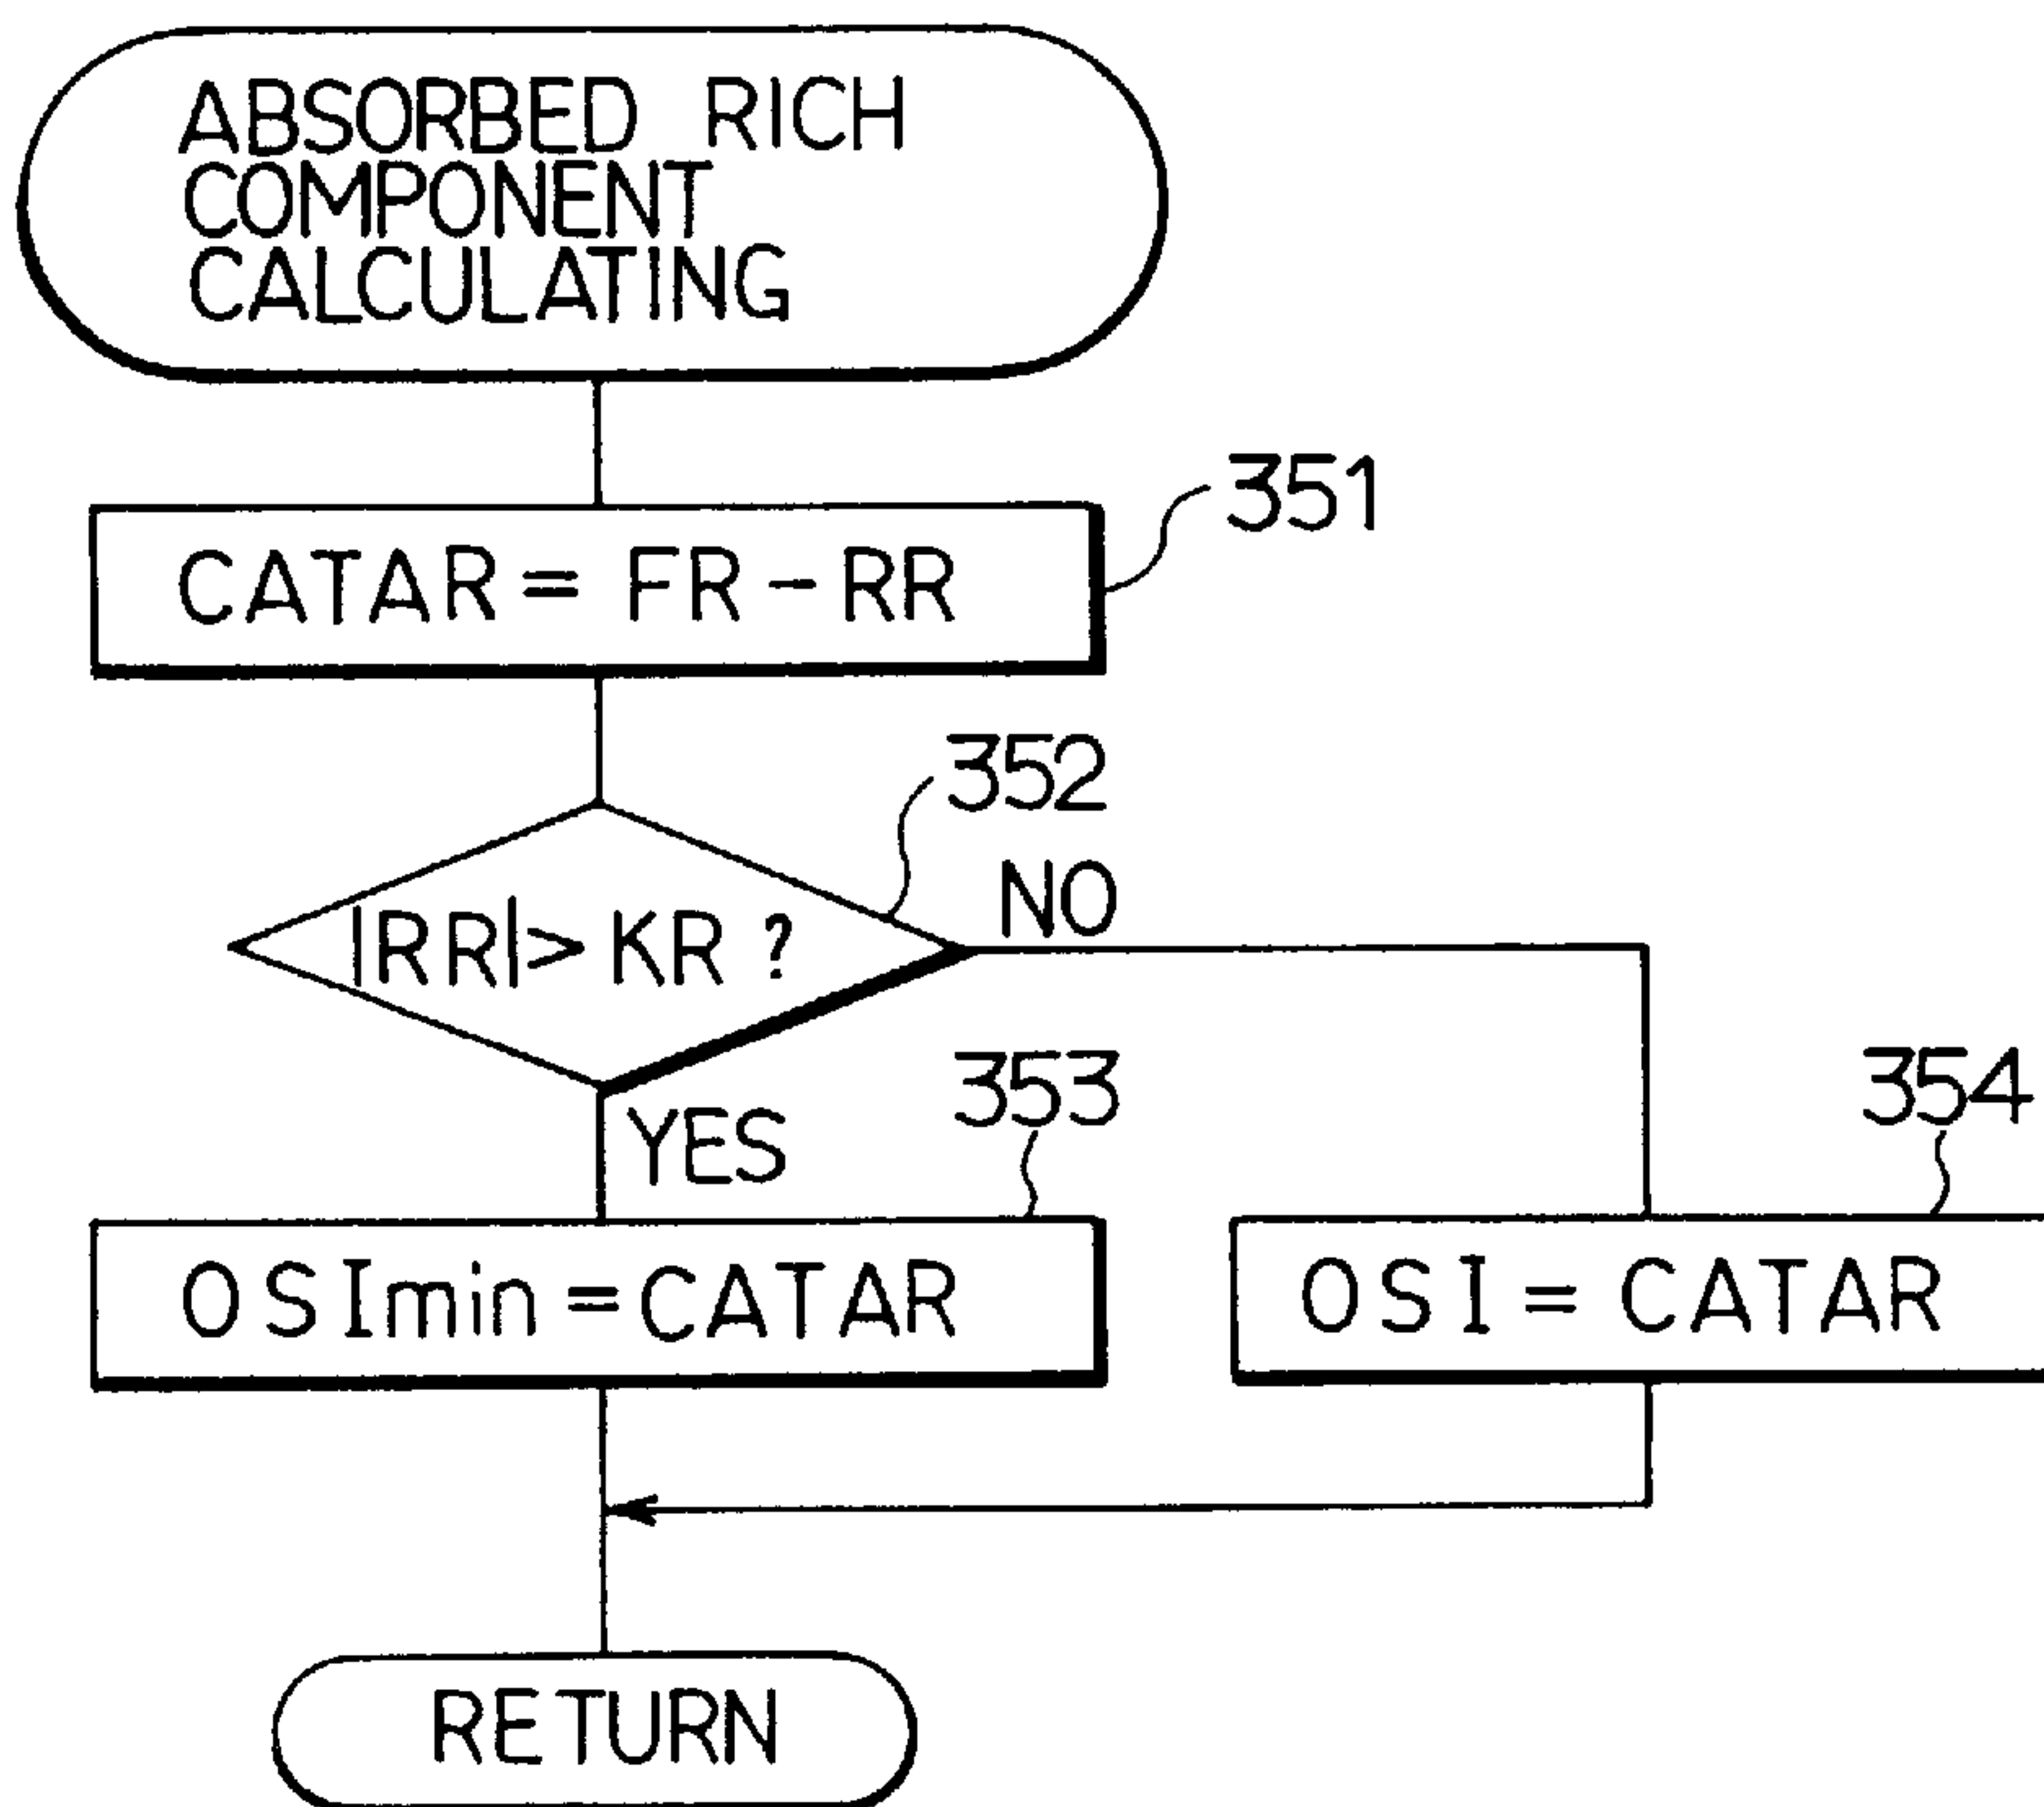 ABSORBED RICH
COMPONENT
CALCULATING
351
CATAR = FR - RR
352
NO
|RR| > KR ?
YES
353
354
OSImin = CATAR
OSI = CATAR
RETURN